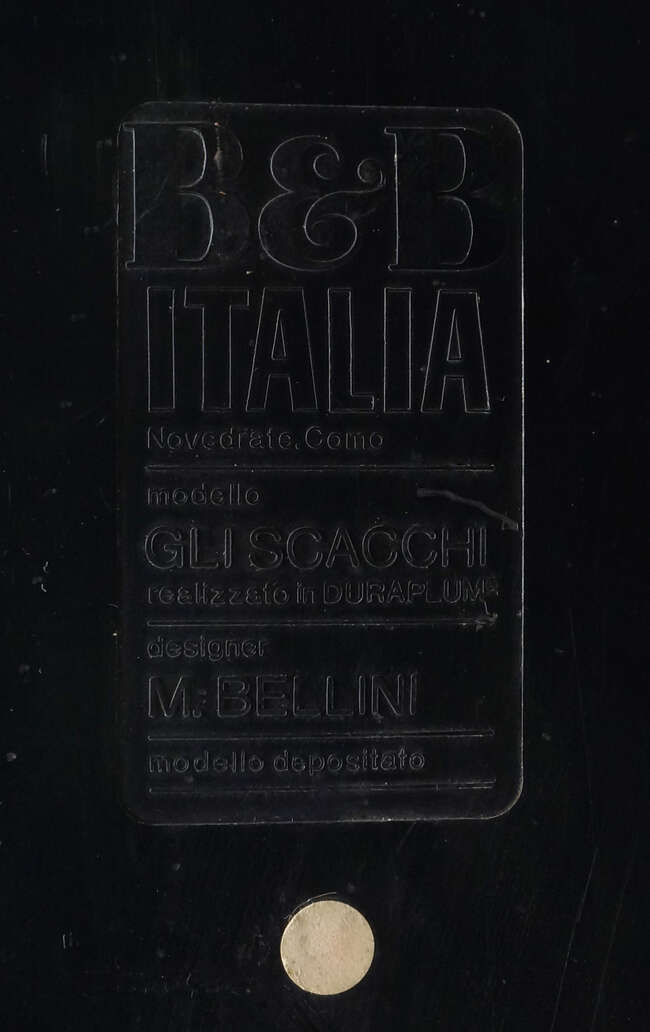 B&B
ITALIA
Novedrate.Como
modello
GLI SCACCHI
realizzato in DURAPLUM®
designer
M. BELLINI
modello depositato